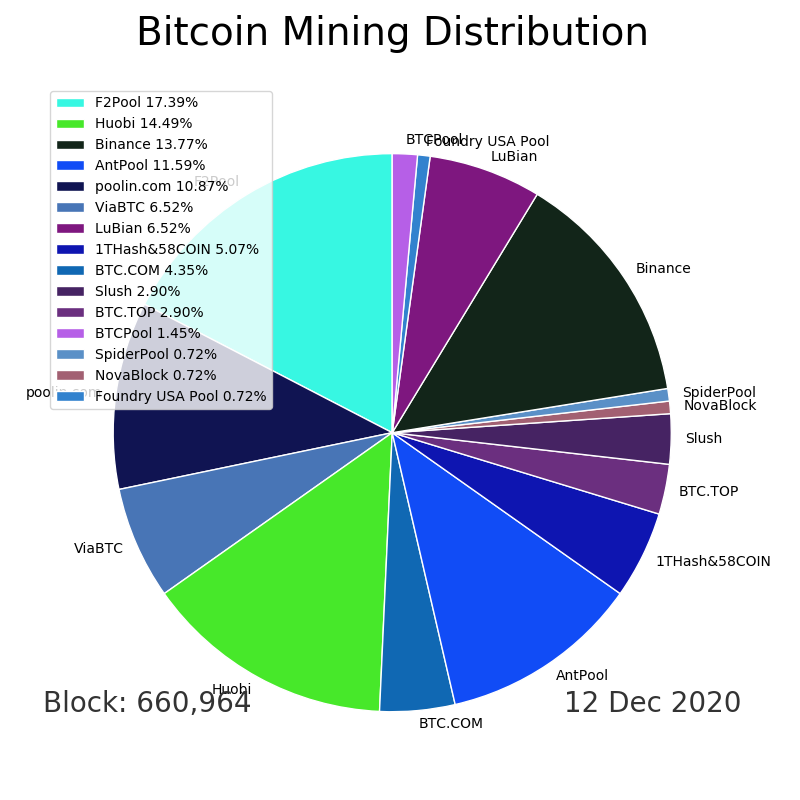 Bitcoin Mining Distribution
F2Pool 17.39%
Huobi 14.49%
Binance 13.77%
AntPool 11.59%
poolin.com 10.87%
ViaBTC 6.52%
LuBian 6.52%
1THash&58COIN 5.07%
BTC.COM 4.35%
Slush 2.90%
BTC.TOP 2.90%
BTCPool 1.45%
SpiderPool 0.72%
NovaBlock 0.72%
Foundry USA Pool 0.72%
BTCPool
Foundry USA Pool
LuBian
F2Pool
Binance
SpiderPool
poolin.com
NovaBlock
Slush
BTC.TOP
ViaBTC
1THash&58COIN
AntPool
Huobi
BTC.COM
Block: 660,964
12 Dec 2020